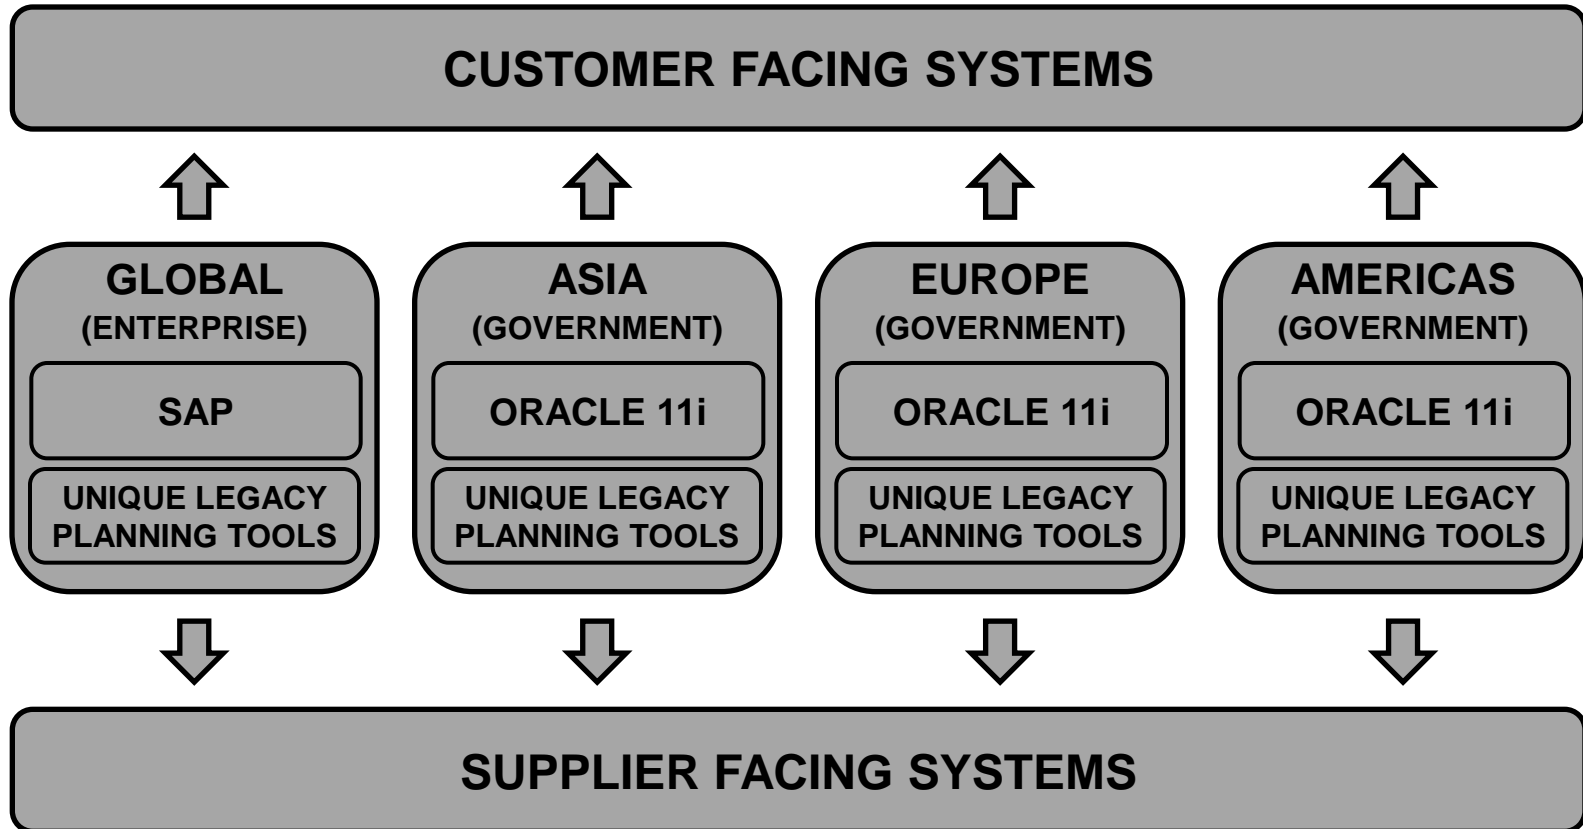 CUSTOMER FACING SYSTEMS
GLOBAL
(ENTERPRISE)
SAP
UNIQUE LEGACY
PLANNING TOOLS
ASIA
(GOVERNMENT)
ORACLE 11i
UNIQUE LEGACY
PLANNING TOOLS
EUROPE
(GOVERNMENT)
ORACLE 11i
UNIQUE LEGACY
PLANNING TOOLS
AMERICAS
(GOVERNMENT)
ORACLE 11i
UNIQUE LEGACY
PLANNING TOOLS
SUPPLIER FACING SYSTEMS